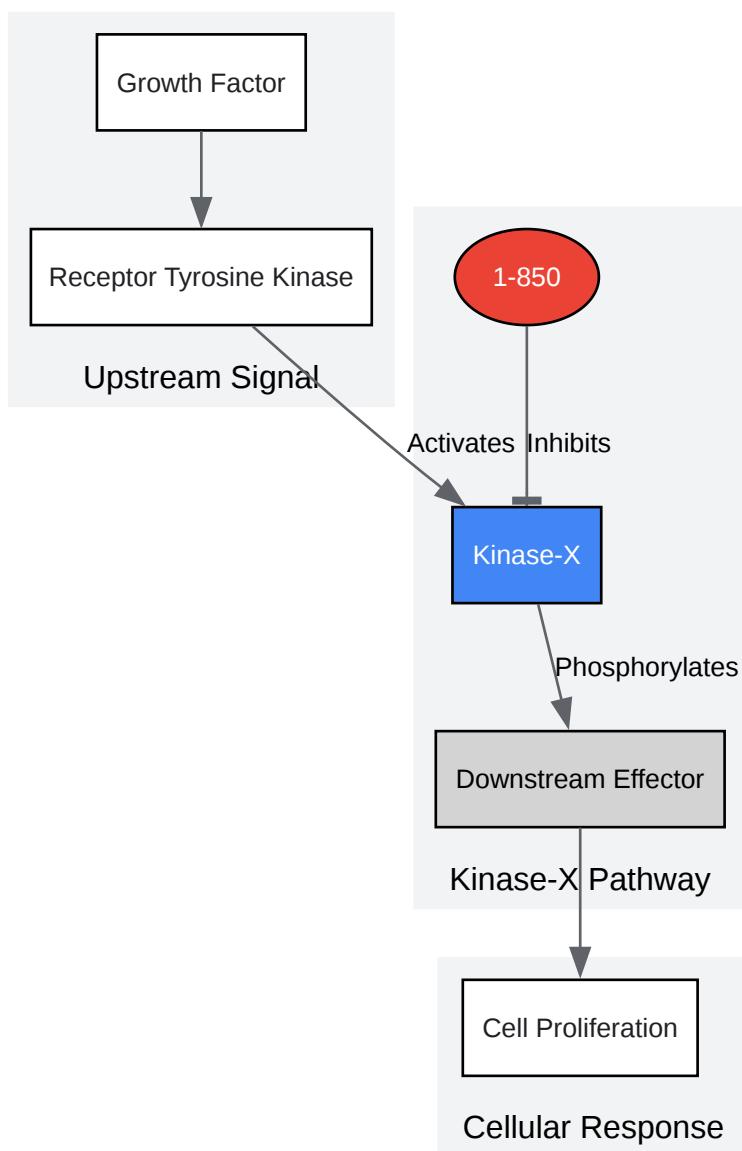 Growth Factor
Receptor Tyrosine Kinase
Upstream Signal
1-850
Activates
Inhibits
Kinase-X
Phosphorylates
Downstream Effector
Kinase-X Pathway
Cell Proliferation
Cellular Response